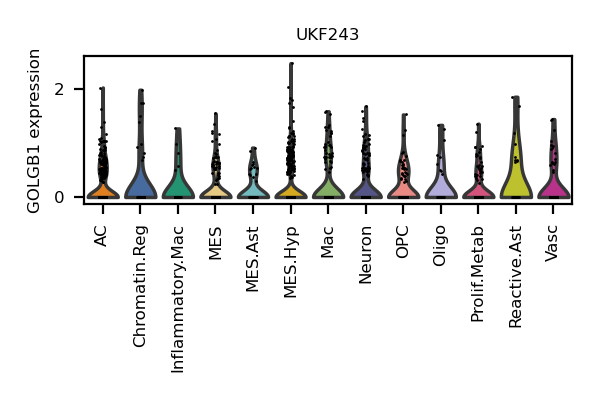 UKF243
GOLGB1 expression
2
0
AC
Chromatin.Reg
Inflammatory.Mac
MES
MES.Ast
MES.Hyp
Mac
Neuron
OPC
Oligo
Prolif.Metab
Reactive.Ast
Vasc